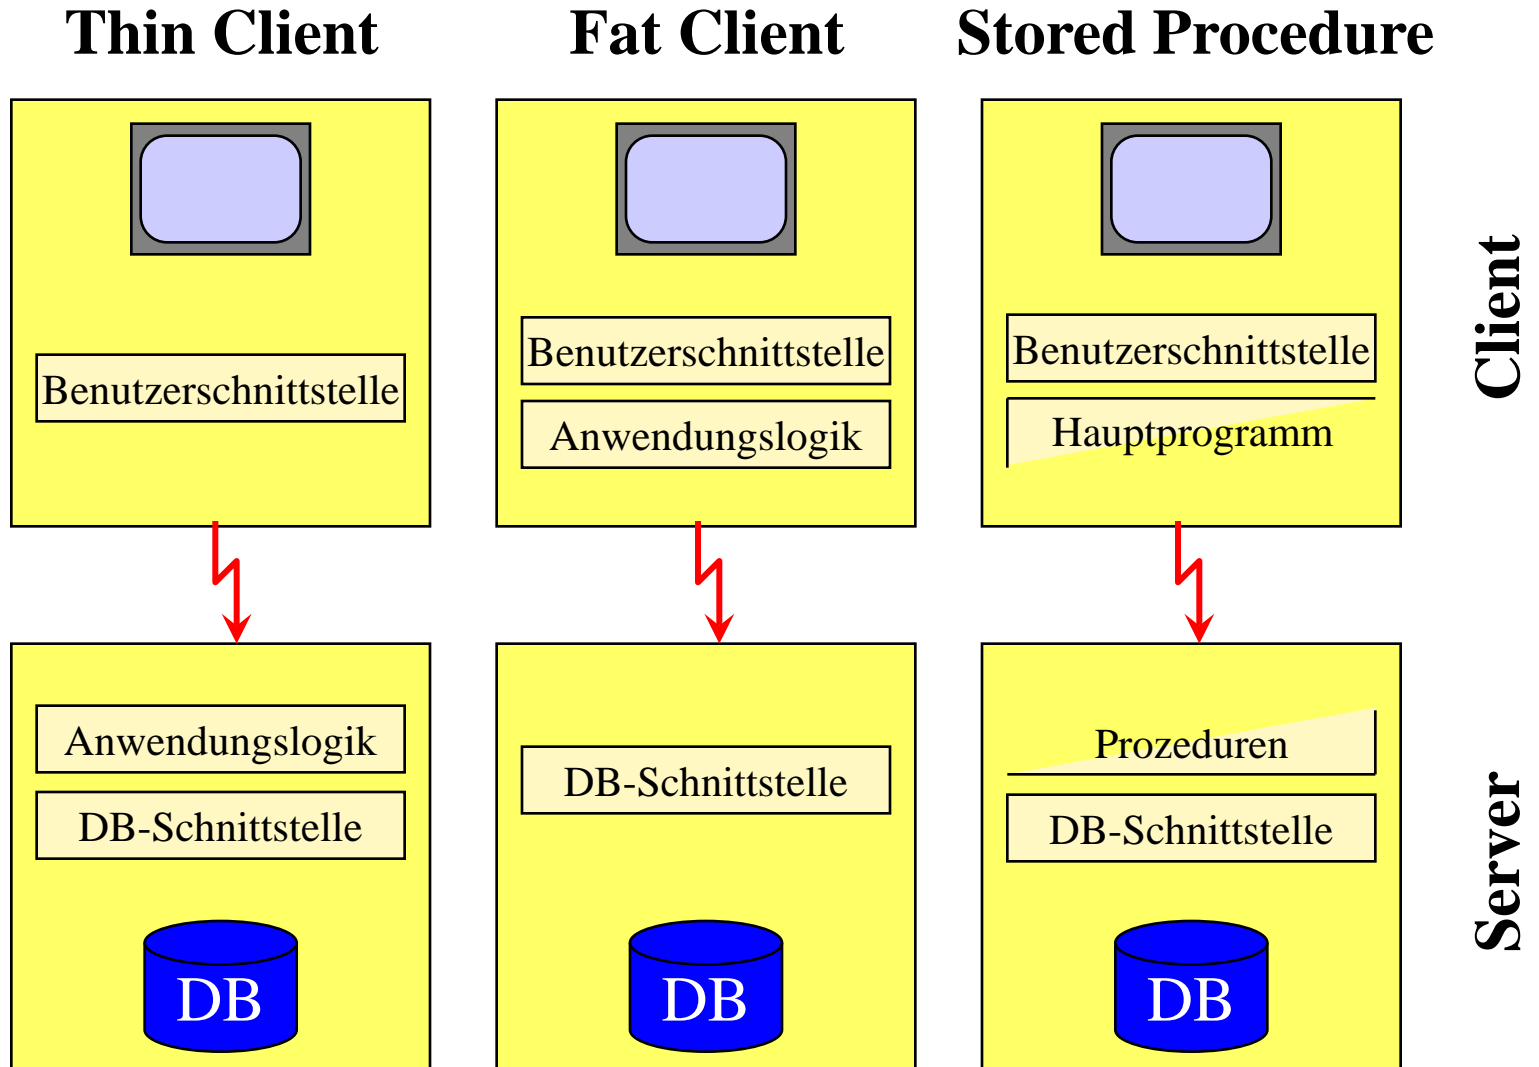 Thin Client
Fat Client
Stored Procedure
Benutzerschnittstelle
Benutzerschnittstelle
Anwendungslogik
Benutzerschnittstelle
Hauptprogramm
Client
Anwendungslogik
DB-Schnittstelle
DB
DB-Schnittstelle
DB
Prozeduren
DB-Schnittstelle
DB
Server